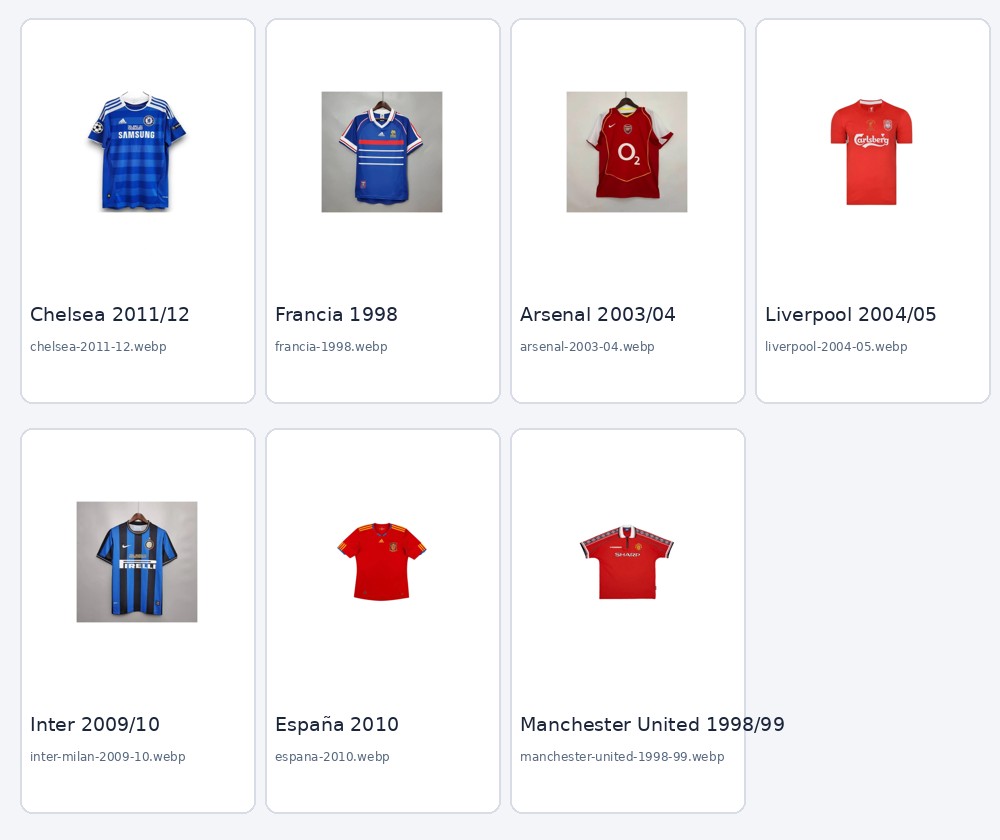 SAMSUNG
O2
Carlsberg
Chelsea 2011/12
Francia 1998
Arsenal 2003/04
Liverpool 2004/05
chelsea-2011-12.webp
francia-1998.webp
arsenal-2003-04.webp
liverpool-2004-05.webp
PIRELLI
SHARP
Inter 2009/10
España 2010
Manchester United 1998/99
inter-milan-2009-10.webp
espana-2010.webp
manchester-united-1998-99.webp